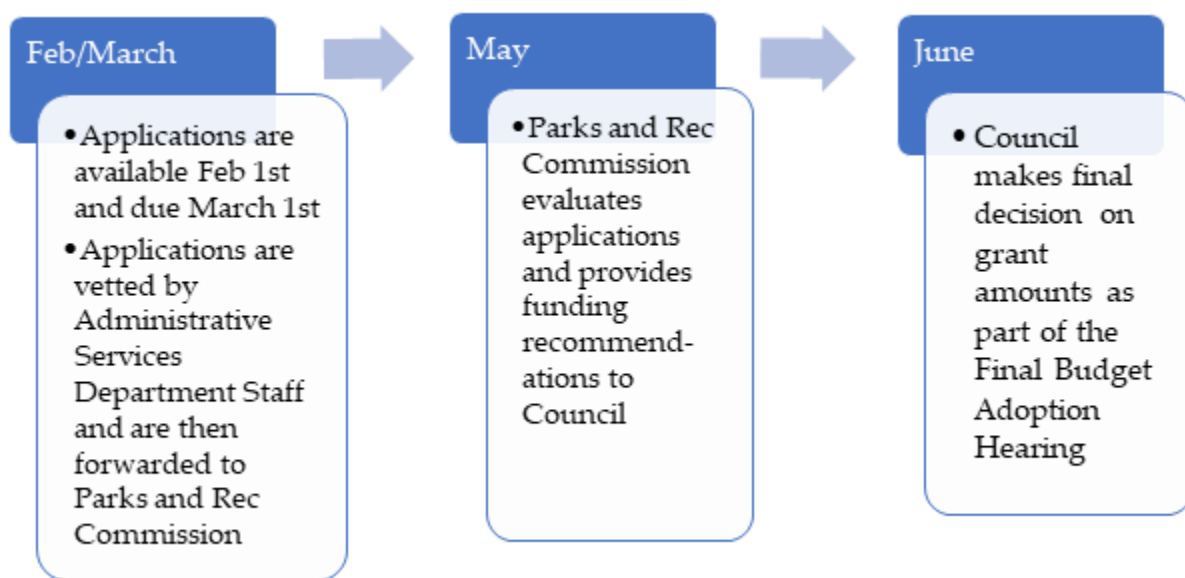 Feb/March
•Applications are
available Feb 1st
and due March 1st
•Applications are
vetted by
Administrative
Services
Department Staff
and are then
forwarded to
Parks and Rec
Commission
May
•Parks and Rec
Commission
evaluates
applications
and provides
funding
recommend-
ations to
Council
June
• Council
makes final
decision on
grant
amounts as
part of the
Final Budget
Adoption
Hearing